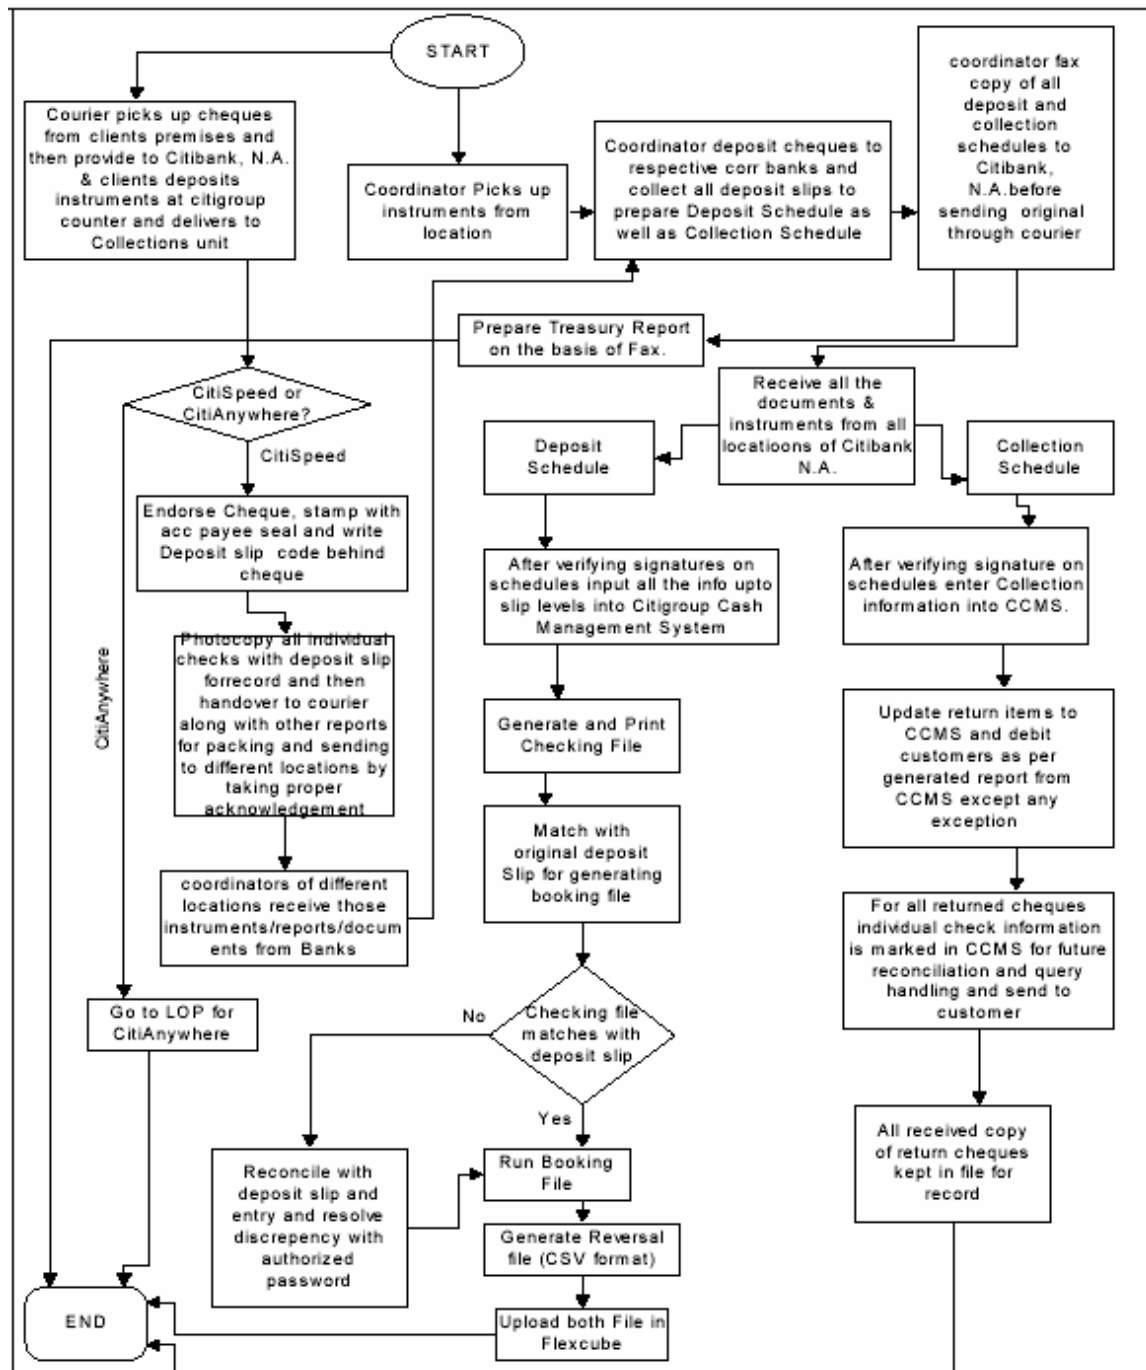 START
Courier picks up cheques
from clients premises and
then provide to Citibank, N.A.
& clients deposits
instruments at citigroup
counter and delivers to
Collections unit
Coordinator Picks up
instruments from
location
Coordinator deposit cheques to
respective corr banks and
collect all deposit slips to
prepare Deposit Schedule as
well as Collection Schedule
coordinator fax
copy of all
deposit and
collection
schedules to
Citibank,
N.A.before
sending original
through courier
Prepare Treasury Report
on the basis of Fax.
CitiSpeed or
CitiAnywhere?
CitiSpeed
CitiAnywhere
Receive all the
documents &
instruments from all
locatioons of Citibank
N.A.
Deposit
Schedule
Collection
Schedule
Endorse Cheque, stamp with
acc payee seal and write
Deposit slip code behind
cheque
After verifying signatures on
schedules input all the info upto
slip levels into Citigroup Cash
Management System
After verifying signature on
schedules enter Collection
information into CCMS.
Photocopy all individual
checks with deposit slip
forrecord and then
handover to courier
along with other reports
for packing and sending
to different locations by
taking proper
acknowledgement
Generate and Print
Checking File
Update return items to
CCMS and debit
customers as per
generated report from
CCMS except any
exception
Match with
original deposit
Slip for generating
booking file
coordinators of different
locations receive those
instruments/reports/docum
ents from Banks
For all returned cheques
individual check information
is marked in CCMS for future
reconciliation and query
handling and send to
customer
Go to LOP for
CitiAnywhere
No
Checking file
matches with
deposit slip
Yes
Reconcile with
deposit slip and
entry and resolve
discrepency with
authorized
password
Run Booking
File
All received copy
of return cheques
kept in file for
record
Generate Reversal
file (CSV format)
END
Upload both File in
Flexcube